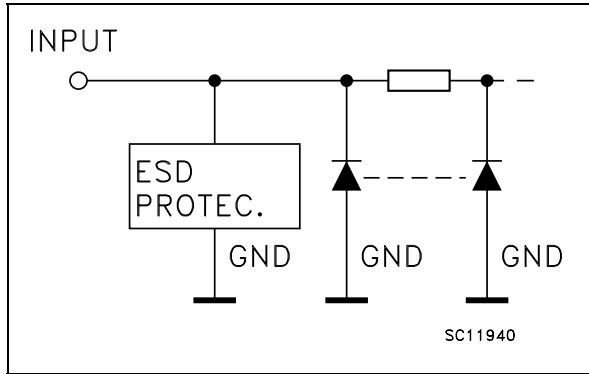 INPUT
ESD
PROTEC.
GND
GND
GND
SC11940